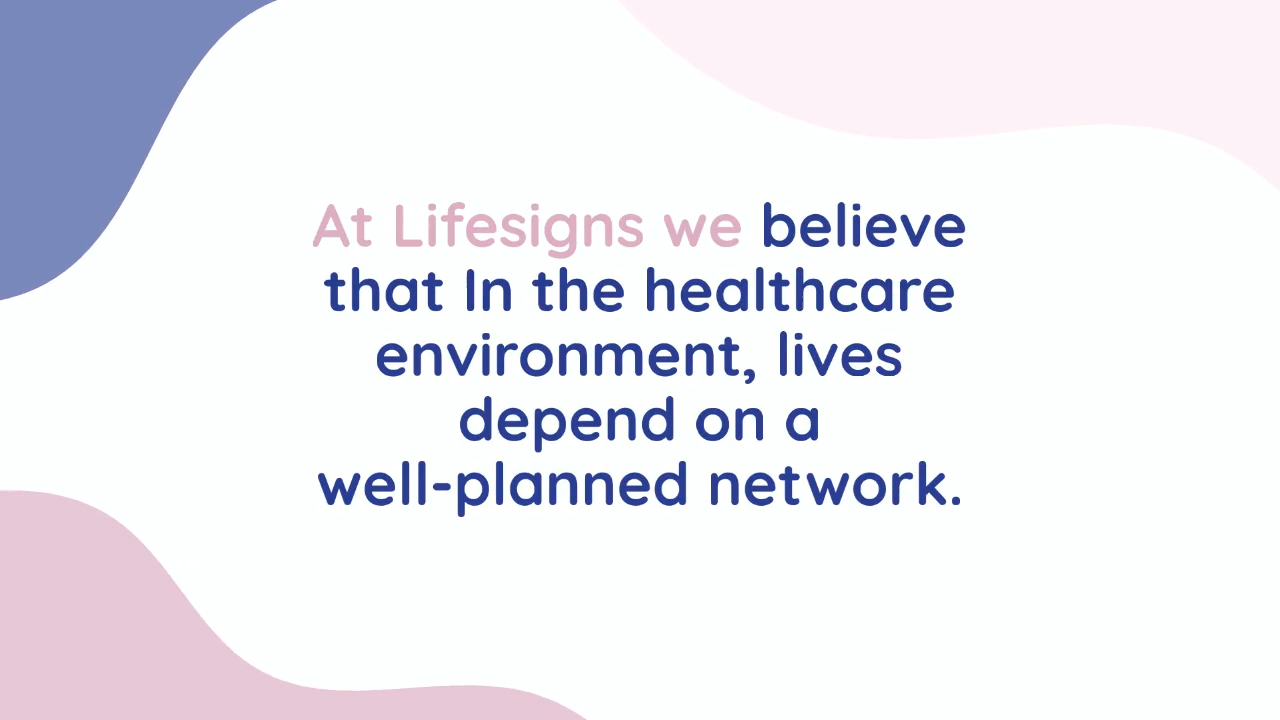 At Lifesigns we believe
that In the healthcare
environment, lives
depend on a
well-planned network.